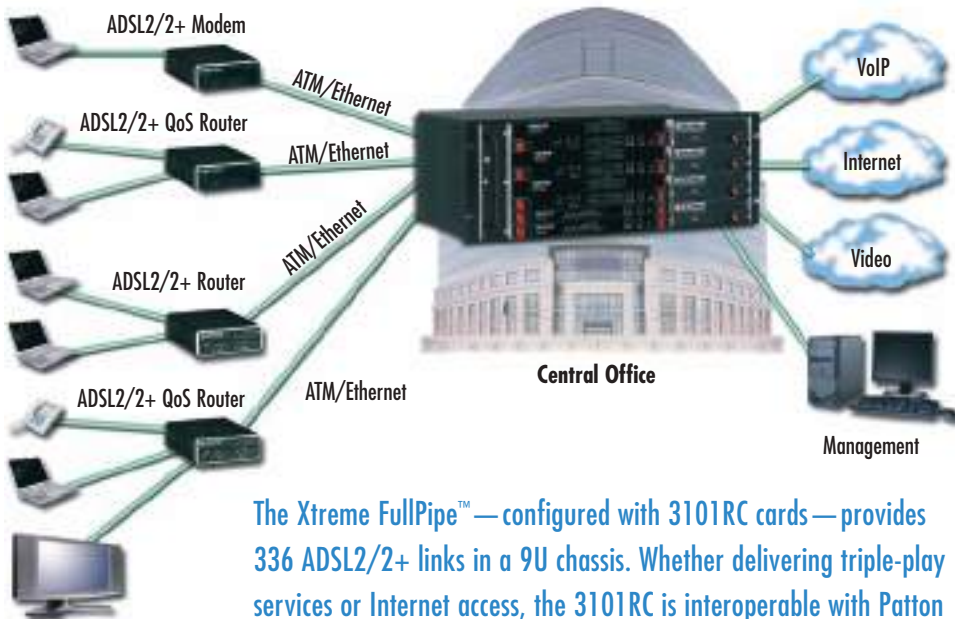 ADSL2/2+ Modem
ATM/Ethernet
VoIP
ADSL2/2+ QoS Router
ATM/Ethernet
Internet
ATM/Ethernet
Video
ADSL2/2+ Router
Central Office
ADSL2/2+ QoS Router
ATM/Ethernet
Management
The Xtreme FullPipe™—configured with 3101RC cards—provides
336 ADSL2/2+ links in a 9U chassis. Whether delivering triple-play
services or Internet access, the 3101RC is interoperable with Patton